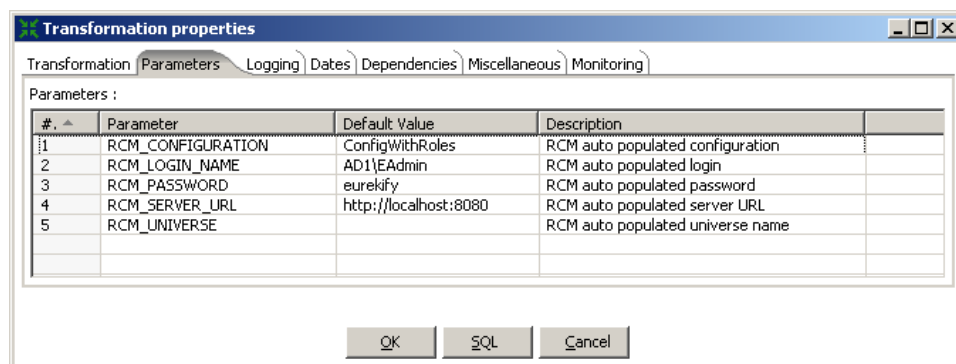 Transformation properties
Transformation Parameters Logging Dates Dependencies Miscellaneous Monitoring
Parameters :
#. Parameter Default Value Description
1 RCM_CONFIGURATION ConfigWithRoles RCM auto populated configuration
2 RCM_LOGIN_NAME AD1\EAdmin RCM auto populated login
3 RCM_PASSWORD eurekify RCM auto populated password
4 RCM_SERVER_URL http://localhost:8080 RCM auto populated server URL
5 RCM_UNIVERSE RCM auto populated universe name
OK SQL Cancel